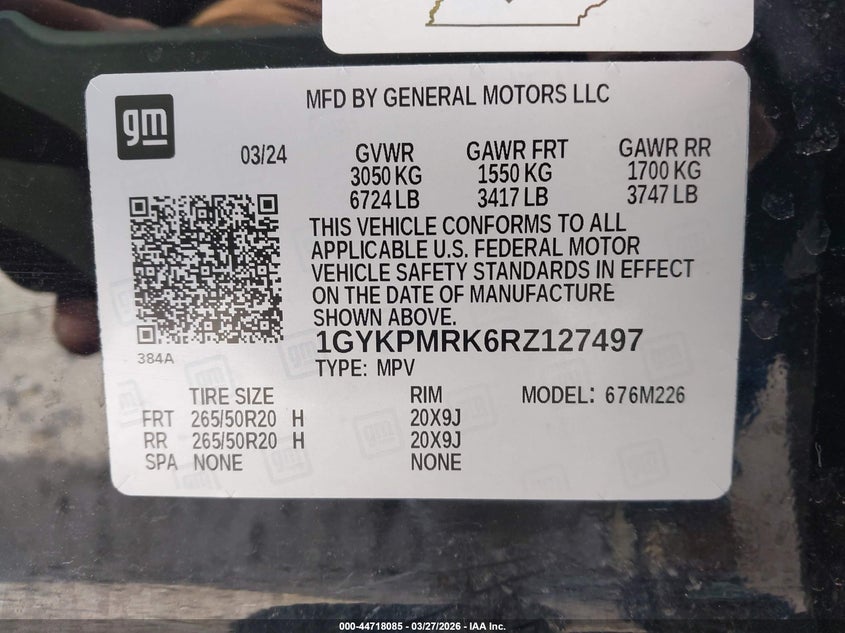 gm
MFD BY GENERAL MOTORS LLC
03/24
GVWR GAWR FRT GAWR RR
3050 KG 1550 KG 1700 KG
6724 LB 3417 LB 3747 LB
THIS VEHICLE CONFORMS TO ALL
APPLICABLE U.S. FEDERAL MOTOR
VEHICLE SAFETY STANDARDS IN EFFECT
ON THE DATE OF MANUFACTURE
SHOWN ABOVE.
384A
1GYKPMRK6RZ127497
TYPE: MPV
TIRE SIZE RIM MODEL: 676M226
FRT 265/50R20 H 20X9J
RR 265/50R20 H 20X9J
SPA NONE NONE
000-44718085 - 03/27/2026 - IAA Inc.